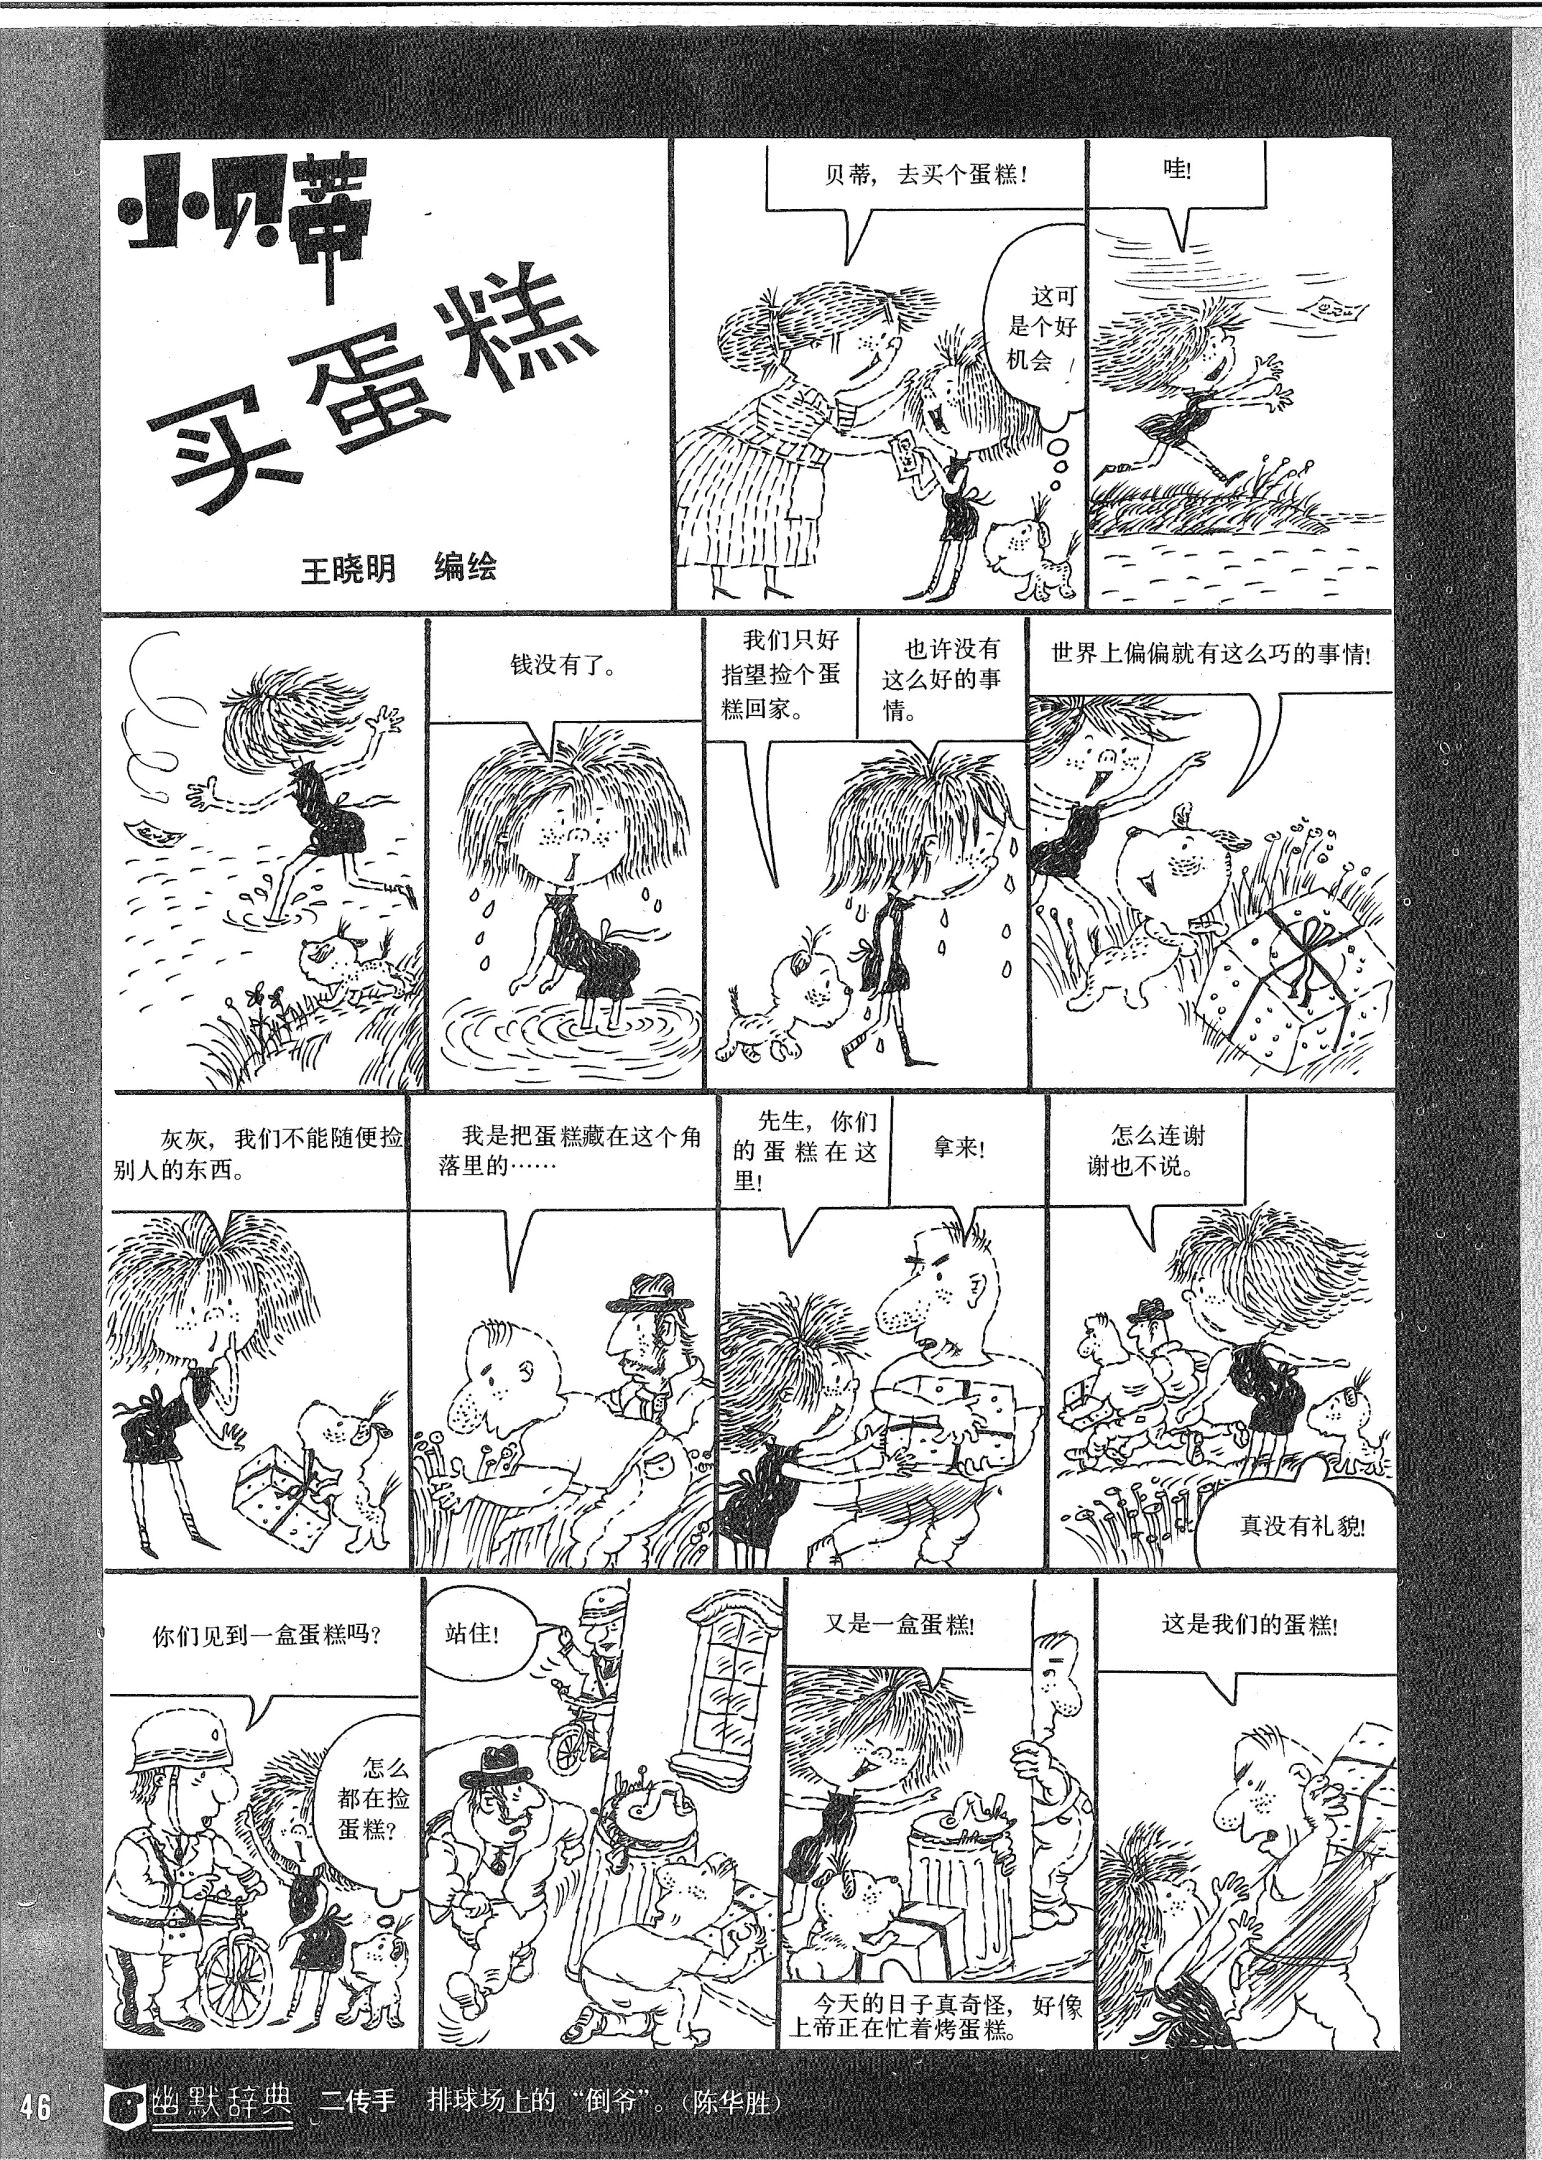 小贝蒂
买蛋糕
王晓明 编绘
贝蒂，去买个蛋糕！
这可
是个好
机会
哇！
钱没有了。
我们只好
指望捡个蛋
糕回家。
也许没有
这么好的事
情。
世界上偏偏就有这么巧的事情！
灰灰，我们不能随便捡
别人的东西。
我是把蛋糕藏在这个角
落里的……
先生，你们
的蛋糕在这
里！
拿来！
怎么连谢
谢也不说。
真没有礼貌！
你们见到一盒蛋糕吗？
怎么
都在捡
蛋糕？
站住！
又是一盒蛋糕！
今天的日子真奇怪，好像
上帝正在忙着烤蛋糕。
这是我们的蛋糕！
46
幽默辞典 二传手 排球场上的“倒爷”。（陈华胜）